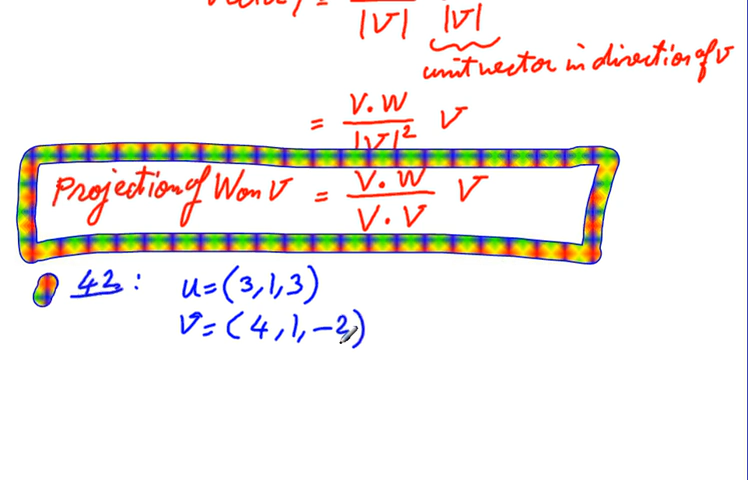 |V| |V|
unit vector in direction of V
= V.W / |V|² V
Projection of W on V = V.W / V.V V
42: u=(3,1,3)
V=(4,1,-2)